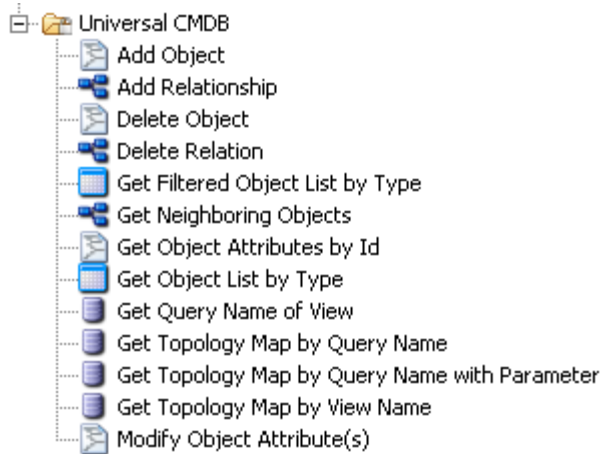 Universal CMDB
Add Object
Add Relationship
Delete Object
Delete Relation
Get Filtered Object List by Type
Get Neighboring Objects
Get Object Attributes by Id
Get Object List by Type
Get Query Name of View
Get Topology Map by Query Name
Get Topology Map by Query Name with Parameter
Get Topology Map by View Name
Modify Object Attribute(s)